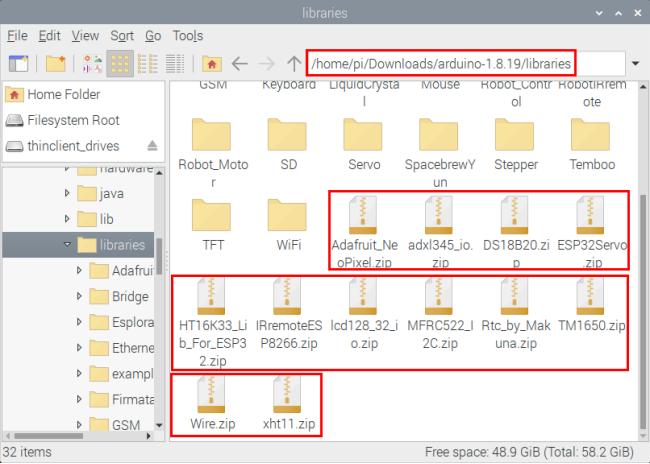 libraries
File Edit View Sort Go Tools
/home/pi/Downloads/arduino-1.8.19/libraries
Home Folder
Filesystem Root
thinclient_drives
hardware
java
lib
libraries
Adafruit
Bridge
Esplora
Etherne
example
Firmata
GSM
GSM Keyboard LiquidCrystal Mouse Robot_Control RobotIRremote
Robot_Motor SD Servo SpacebrewYun Stepper Temboo
TFT WiFi Adafruit_NeoPixel.zip adxl345_io.zip DS18B20.zip ESP32Servo.zip
HT16K33_Lib_For_ESP32.zip IRremoteESP8266.zip lcd128_32_io.zip MFRC522_I2C.zip Rtc_by_Makuna.zip TM1650.zip
Wire.zip xht11.zip
32 items Free space: 48.9 GiB (Total: 58.2 GiB)